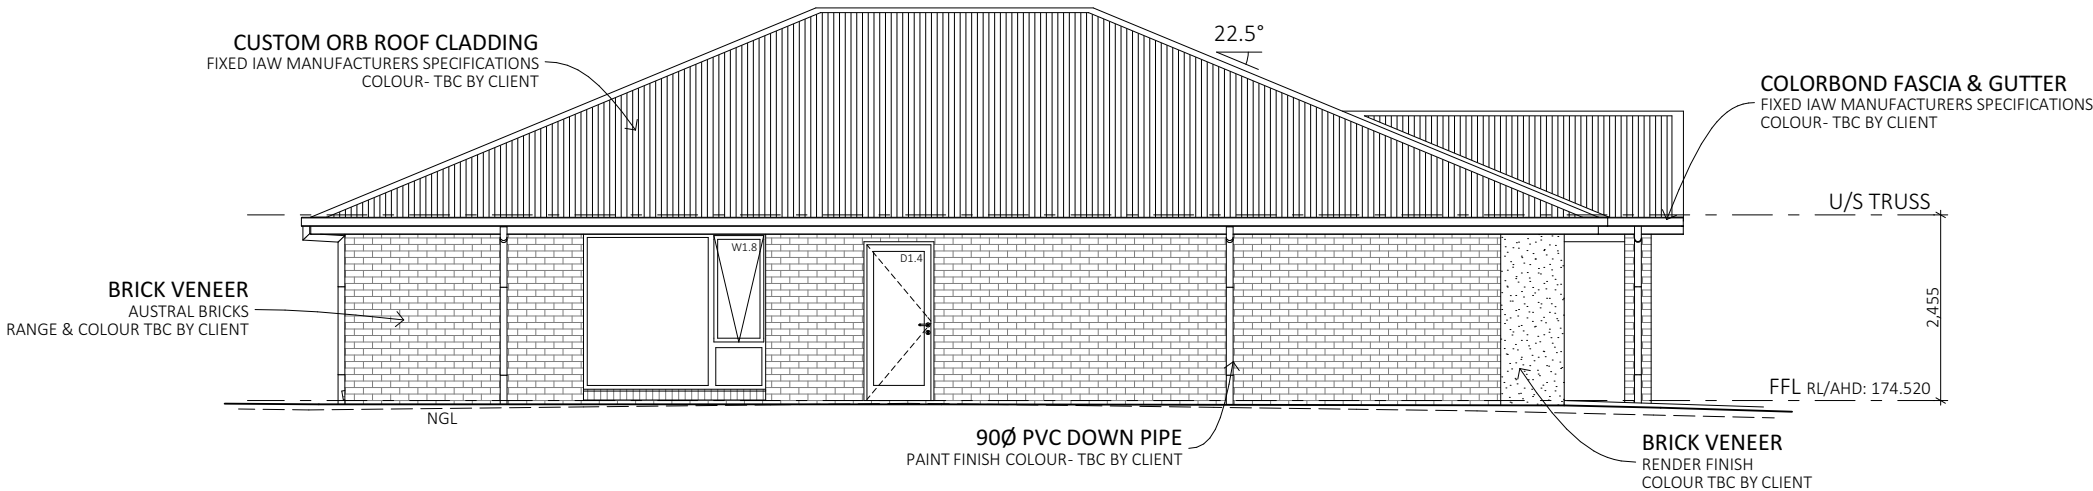 22.5°
CUSTOM ORB ROOF CLADDING
FIXED IAW MANUFACTURERS SPECIFICATIONS
COLOUR- TBC BY CLIENT
COLORBOND FASCIA & GUTTER
FIXED IAW MANUFACTURERS SPECIFICATIONS
COLOUR- TBC BY CLIENT
U/S TRUSS
W1.8
D1.4
BRICK VENEER
AUSTRAL BRICKS
RANGE & COLOUR TBC BY CLIENT
2,455
FFL RL/AHD: 174.520
NGL
90Ø PVC DOWN PIPE
PAINT FINISH COLOUR- TBC BY CLIENT
BRICK VENEER
RENDER FINISH
COLOUR TBC BY CLIENT